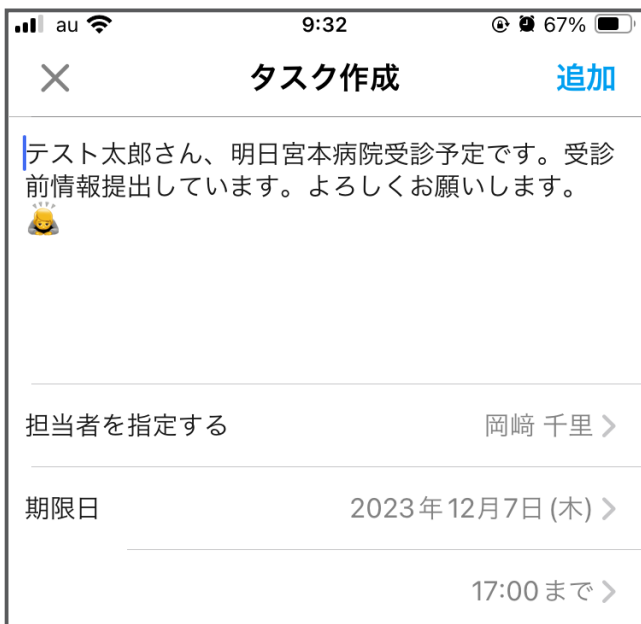 au 9:32 67%
タスク作成 追加
テスト太郎さん、明日宮本病院受診予定です。受診
前情報提出しています。よろしくお願いします。
🙇
担当者を指定する 岡﨑 千里
期限日 2023年12月7日(木)
17:00まで